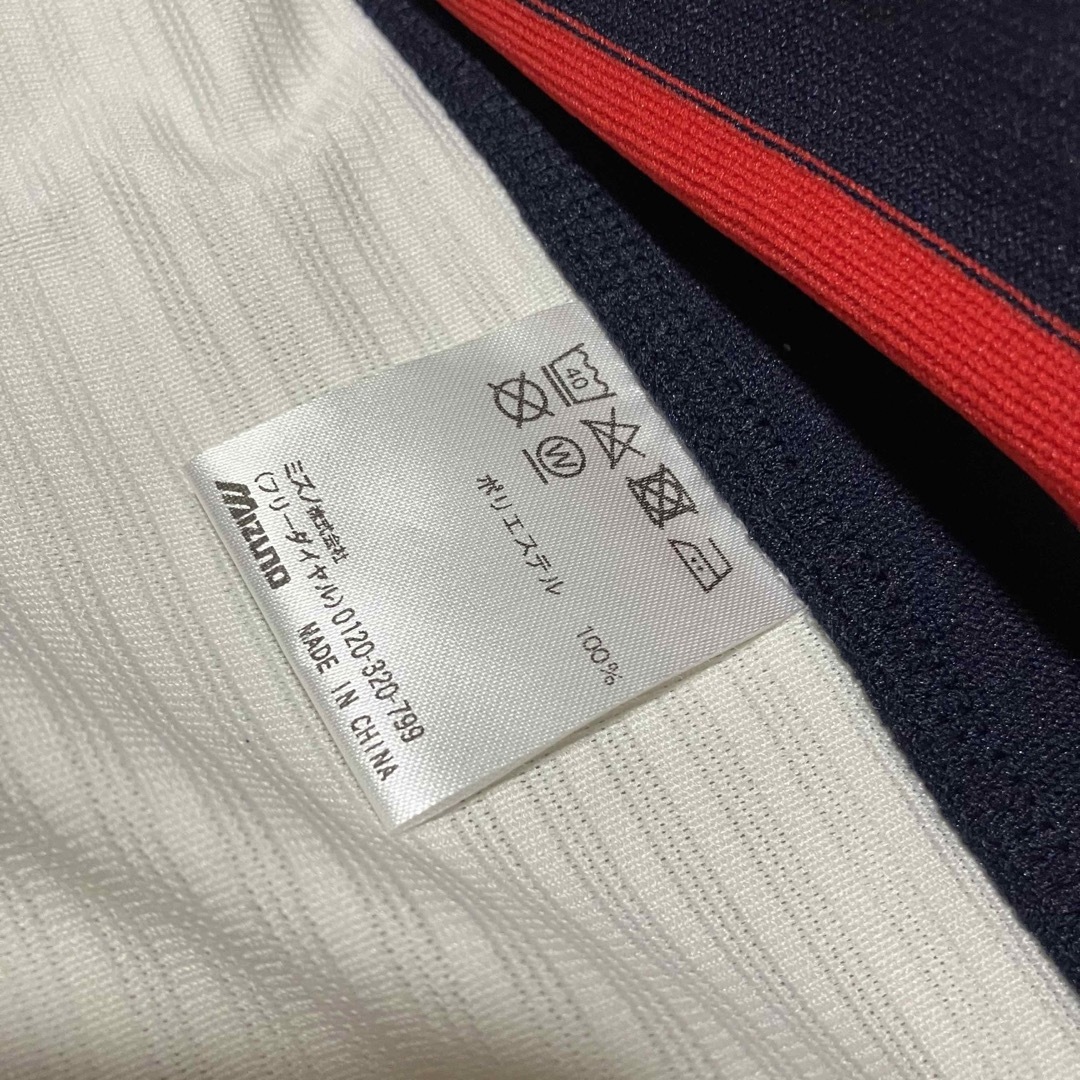 40
W
ポリエステル 100%
ミズノ株式会社
(フリーダイヤル)0120-320-799
MIZUNO MADE IN CHINA